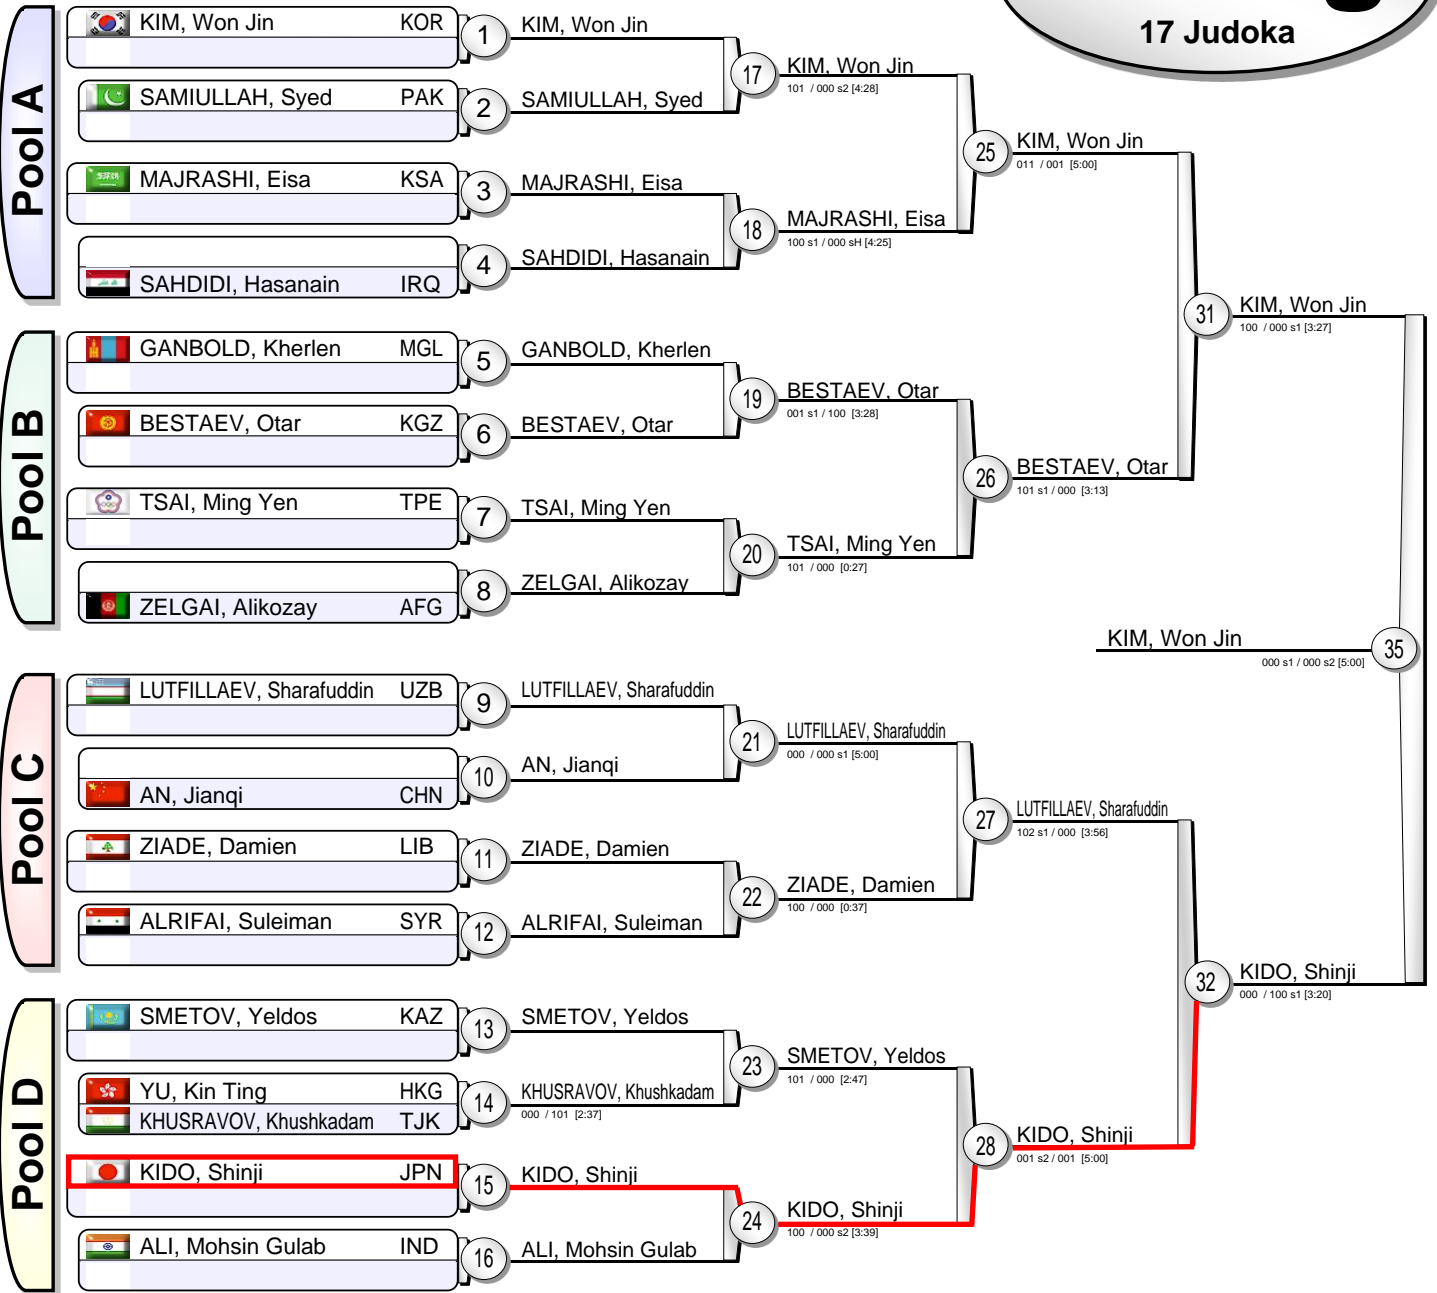 17 Judoka
Pool A
KIM, Won Jin KOR
1
KIM, Won Jin
SAMIULLAH, Syed PAK
2
SAMIULLAH, Syed
17
KIM, Won Jin
101 / 000 s2 [4:28]
MAJRASHI, Eisa KSA
3
MAJRASHI, Eisa
SAHDIDI, Hasanain IRQ
4
SAHDIDI, Hasanain
18
MAJRASHI, Eisa
100 s1 / 000 sH [4:25]
25
KIM, Won Jin
011 / 001 [5:00]
Pool B
GANBOLD, Kherlen MGL
5
GANBOLD, Kherlen
BESTAEV, Otar KGZ
6
BESTAEV, Otar
19
BESTAEV, Otar
001 s1 / 100 [3:28]
TSAI, Ming Yen TPE
7
TSAI, Ming Yen
ZELGAI, Alikozay AFG
8
ZELGAI, Alikozay
20
TSAI, Ming Yen
101 / 000 [0:27]
26
BESTAEV, Otar
101 s1 / 000 [3:13]
31
KIM, Won Jin
100 / 000 s1 [3:27]
KIM, Won Jin
000 s1 / 000 s2 [5:00]
35
Pool C
LUTFILLAEV, Sharafuddin UZB
9
LUTFILLAEV, Sharafuddin
AN, Jianqi CHN
10
AN, Jianqi
21
LUTFILLAEV, Sharafuddin
000 / 000 s1 [5:00]
ZIADE, Damien LIB
11
ZIADE, Damien
ALRIFAI, Suleiman SYR
12
ALRIFAI, Suleiman
22
ZIADE, Damien
100 / 000 [0:37]
27
LUTFILLAEV, Sharafuddin
102 s1 / 000 [3:56]
Pool D
SMETOV, Yeldos KAZ
13
SMETOV, Yeldos
YU, Kin Ting HKG
KHUSRAVOV, Khushkadam TJK
14
KHUSRAVOV, Khushkadam
000 / 101 [2:37]
23
SMETOV, Yeldos
101 / 000 [2:47]
KIDO, Shinji JPN
15
KIDO, Shinji
ALI, Mohsin Gulab IND
16
ALI, Mohsin Gulab
24
KIDO, Shinji
100 / 000 s2 [3:39]
28
KIDO, Shinji
001 s2 / 001 [5:00]
32
KIDO, Shinji
000 / 100 s1 [3:20]